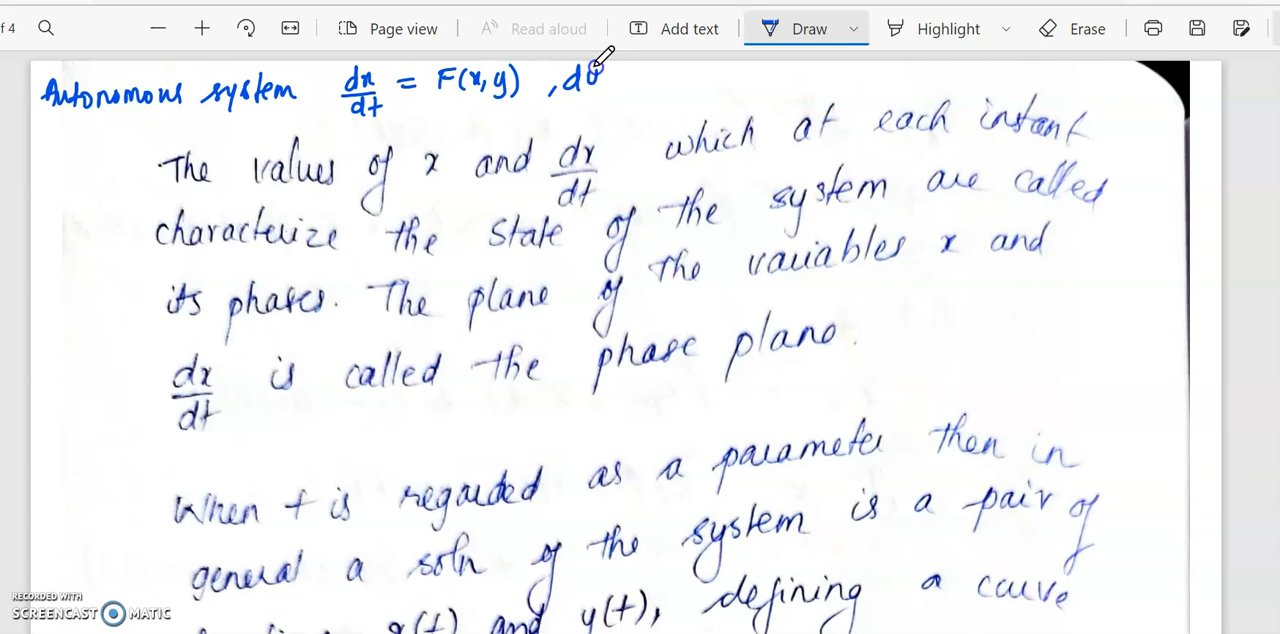 of 4 Page view Read aloud Add text Draw Highlight Erase
Autonomous system dx/dt = F(x,y) , d
The values of x and dx/dt which at each instant
characterize the state of the system are called
its phases. The plane of the variables x and
dx/dt is called the phase plane.
When t is regarded as a parameter then in
general a soln of the system is a pair of
x(t) and y(t), defining a curve
RECORDED WITH
SCREENCAST MATIC